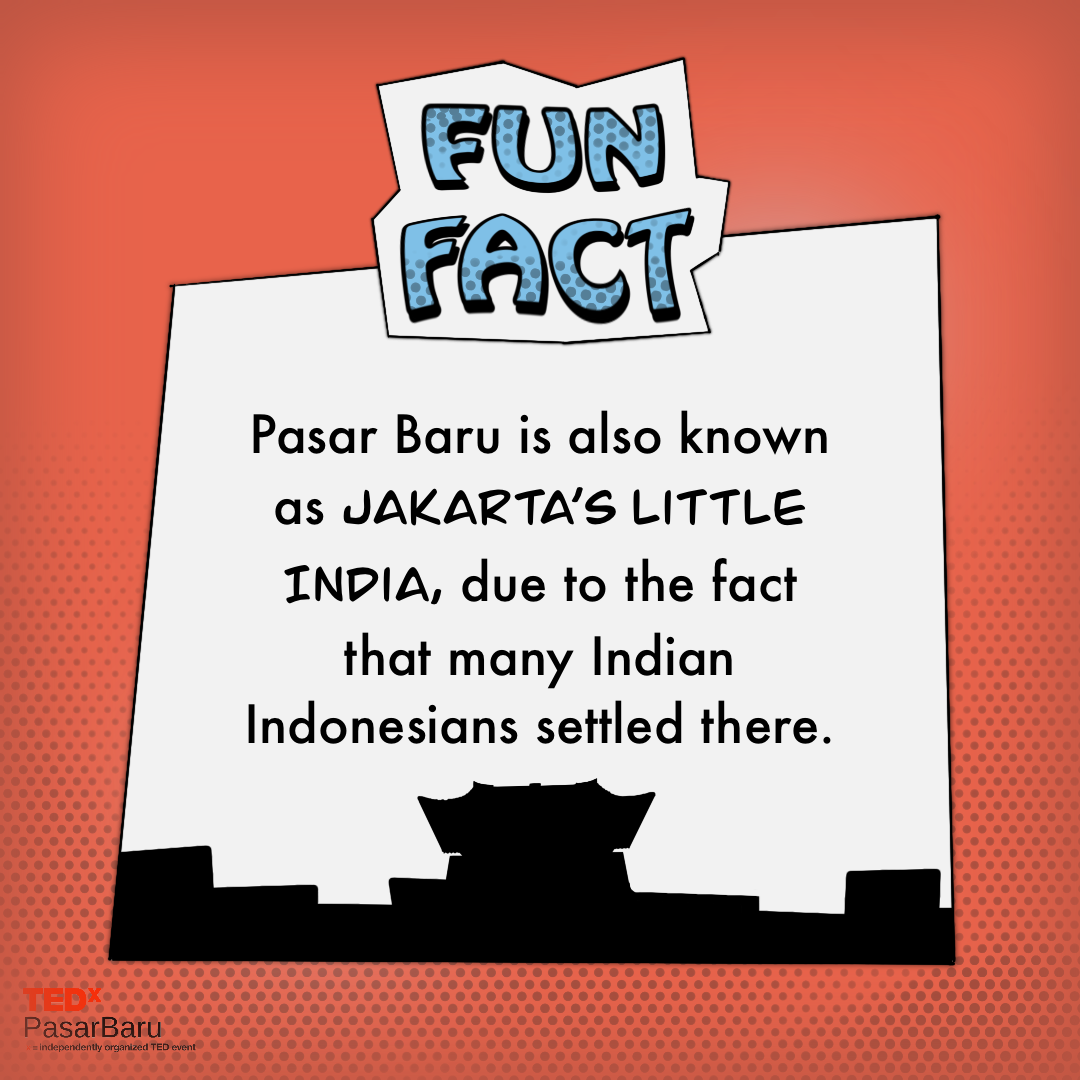 FUN
FACT
Pasar Baru is also known
as JAKARTA'S LITTLE
INDIA, due to the fact
that many Indian
Indonesians settled there.
TEDx
PasarBaru
x = independently organized TED event